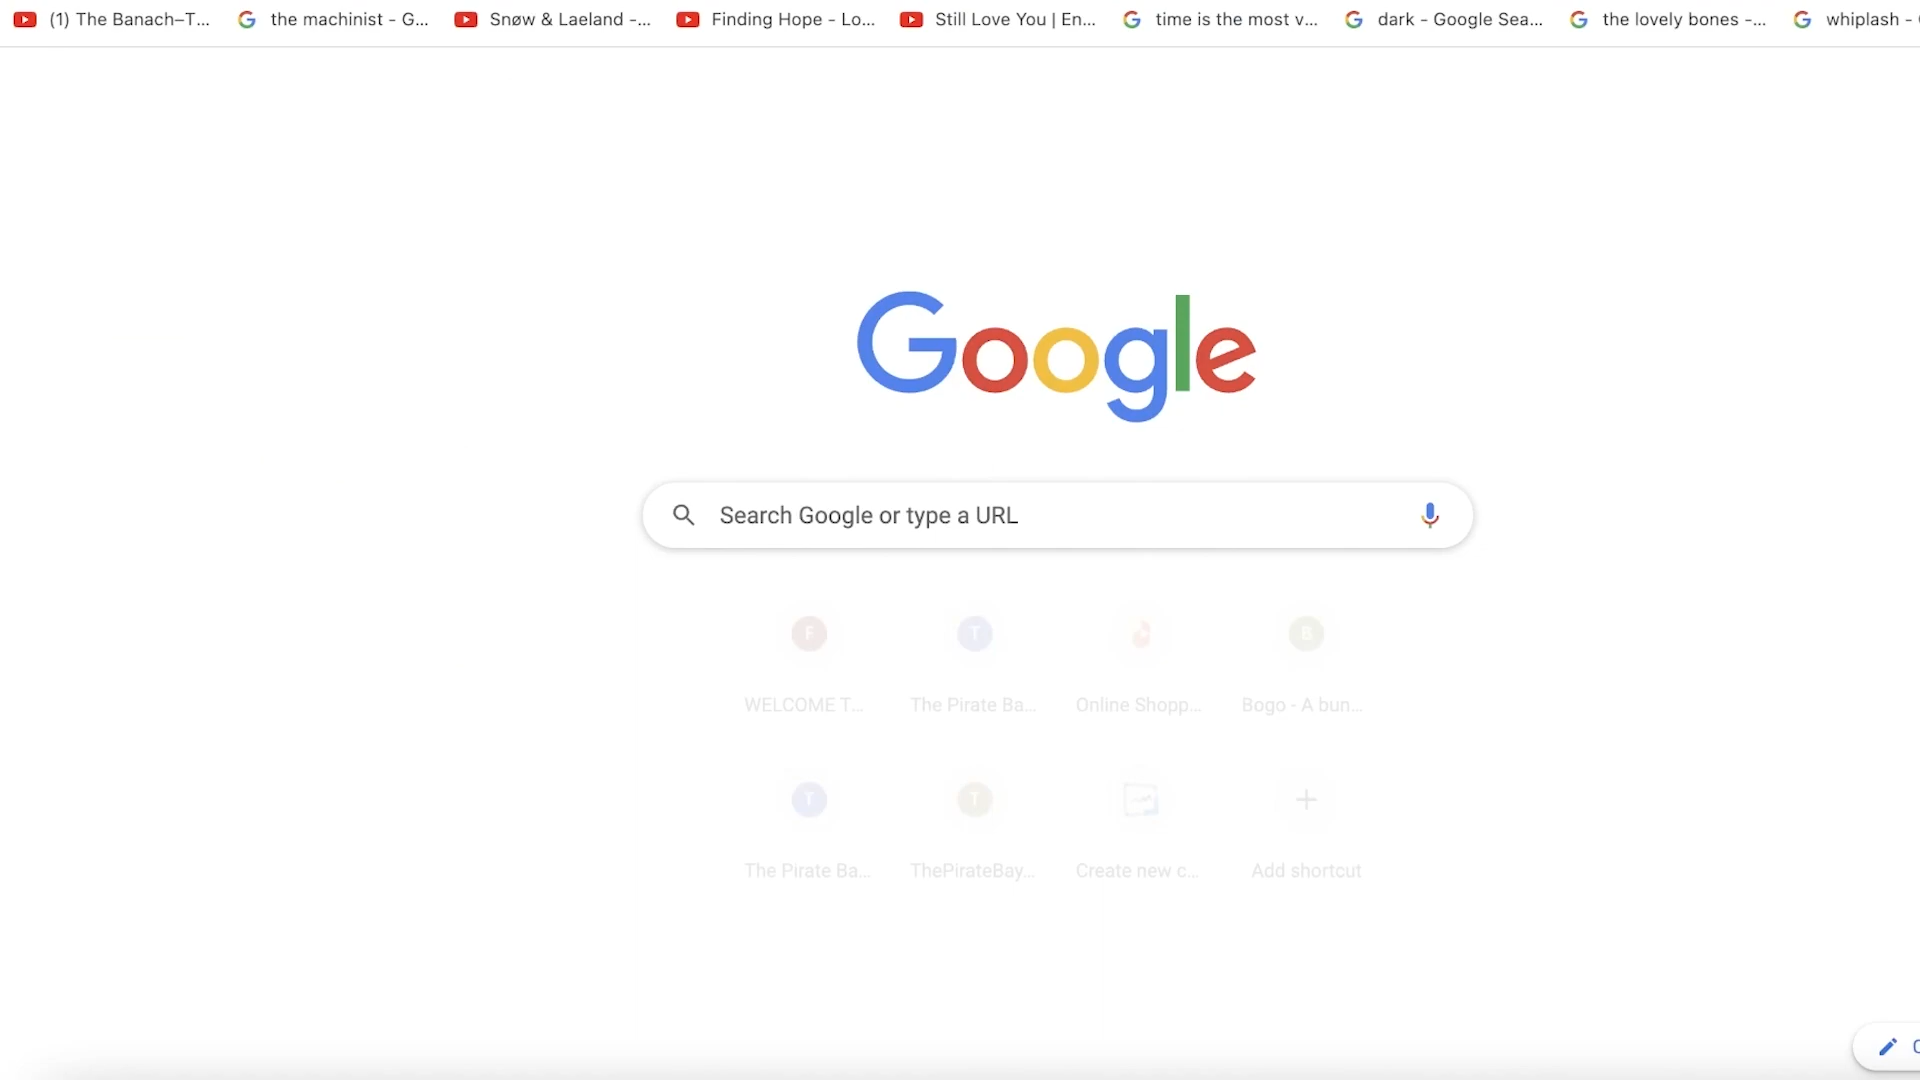 (1) The Banach–T... the machinist - G... Snøw & Laeland -... Finding Hope - Lo... Still Love You | En... time is the most v... dark - Google Sea... the lovely bones -... whiplash -
Google
Search Google or type a URL
F T B
WELCOME T... The Pirate Ba... Online Shopp... Bogo - A bun...
T T
The Pirate Ba... ThePirateBay... Create new c... Add shortcut